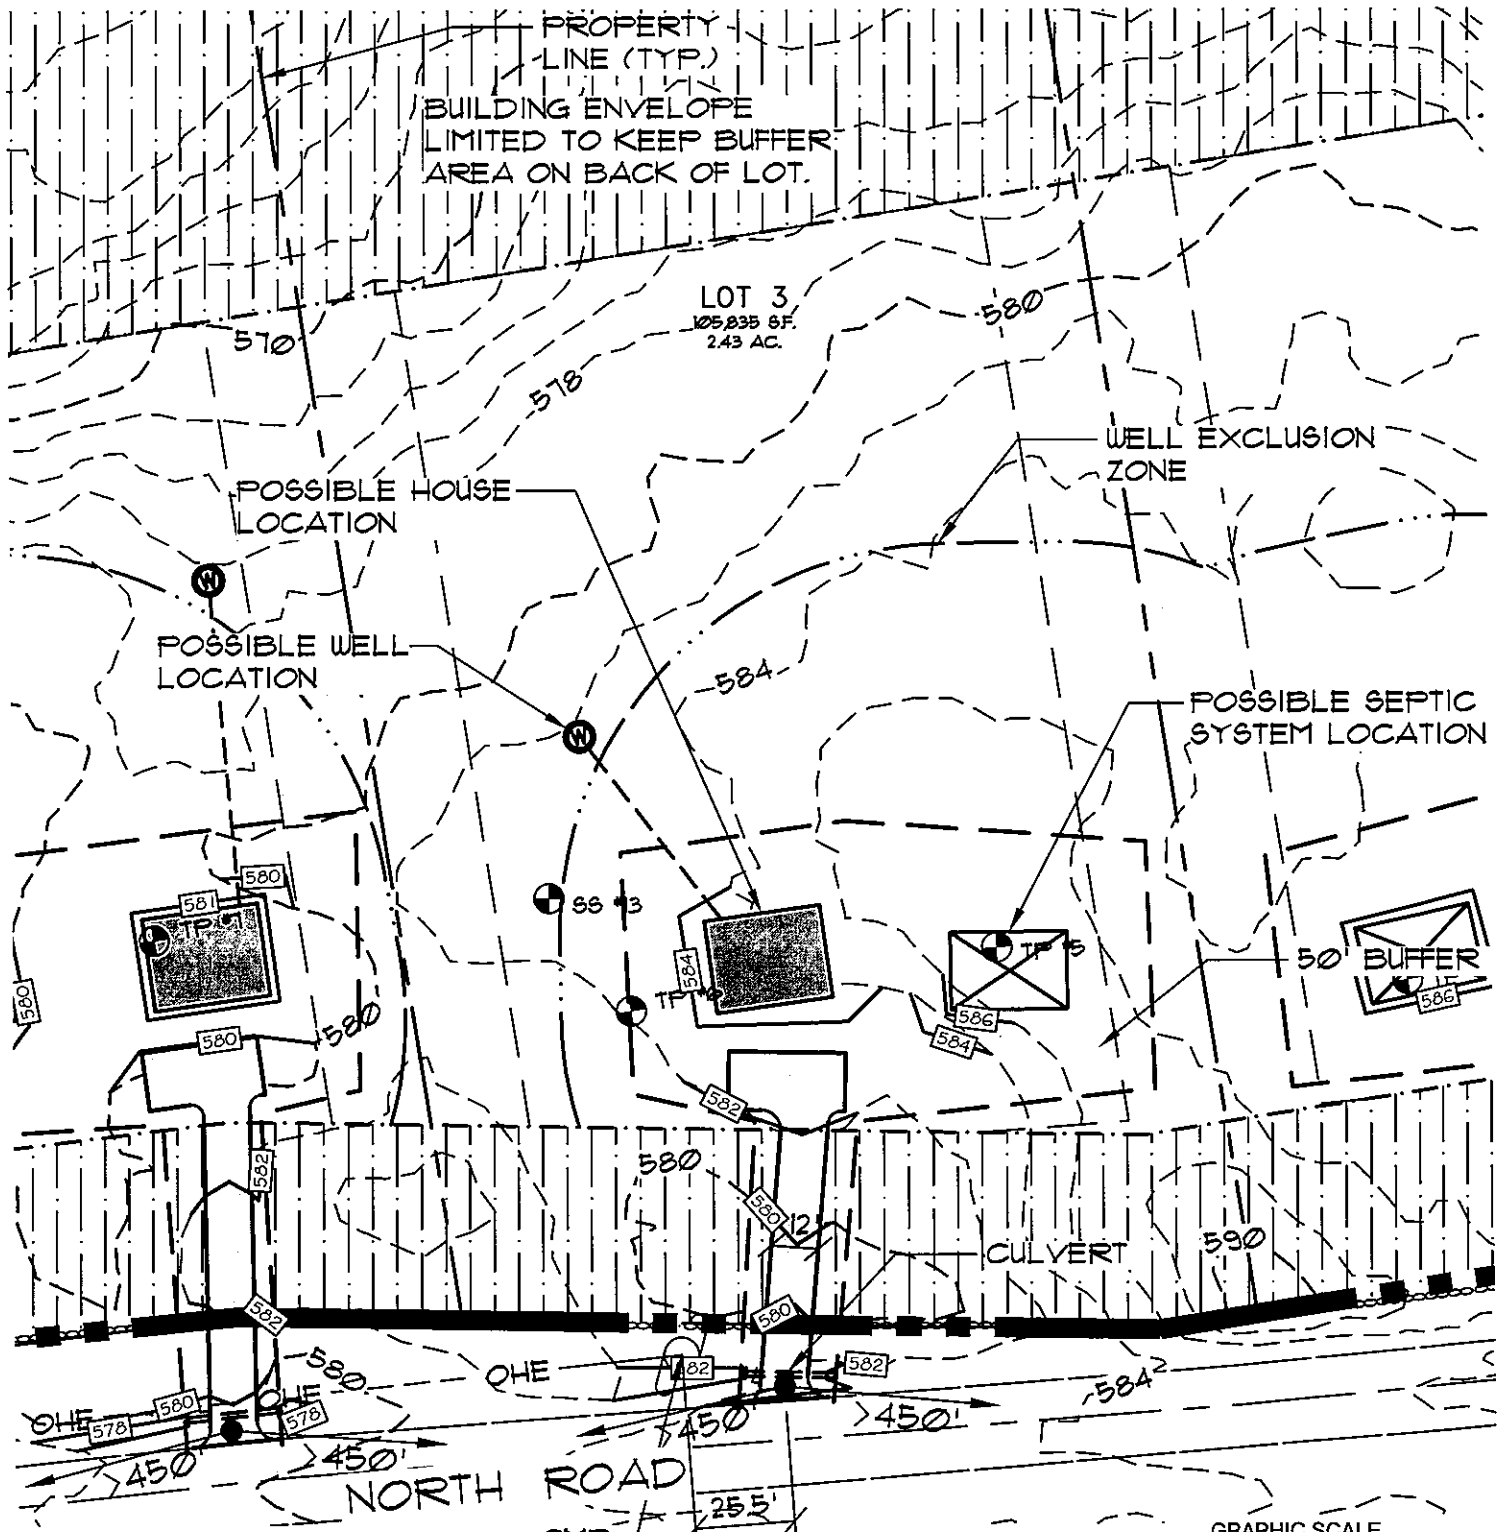 PROPERTY
LINE (TYP.)
BUILDING ENVELOPE
LIMITED TO KEEP BUFFER
AREA ON BACK OF LOT.
LOT 3
105,835 SF.
2.43 AC.
580
570
578
WELL EXCLUSION
ZONE
POSSIBLE HOUSE
LOCATION
W
POSSIBLE WELL
LOCATION
584
W
POSSIBLE SEPTIC
SYSTEM LOCATION
580
581
TP
SS #3
584
TP #5
50' BUFFER
586
580
580
580
TP
586
584
582
582
580
580
12'
CULVERT
590
582
580
580
OHE
582
582
584
OHE
580
OHE
578
578
>450'
>450'
>450'
>450'
NORTH ROAD
25.5'
GRAPHIC SCALE